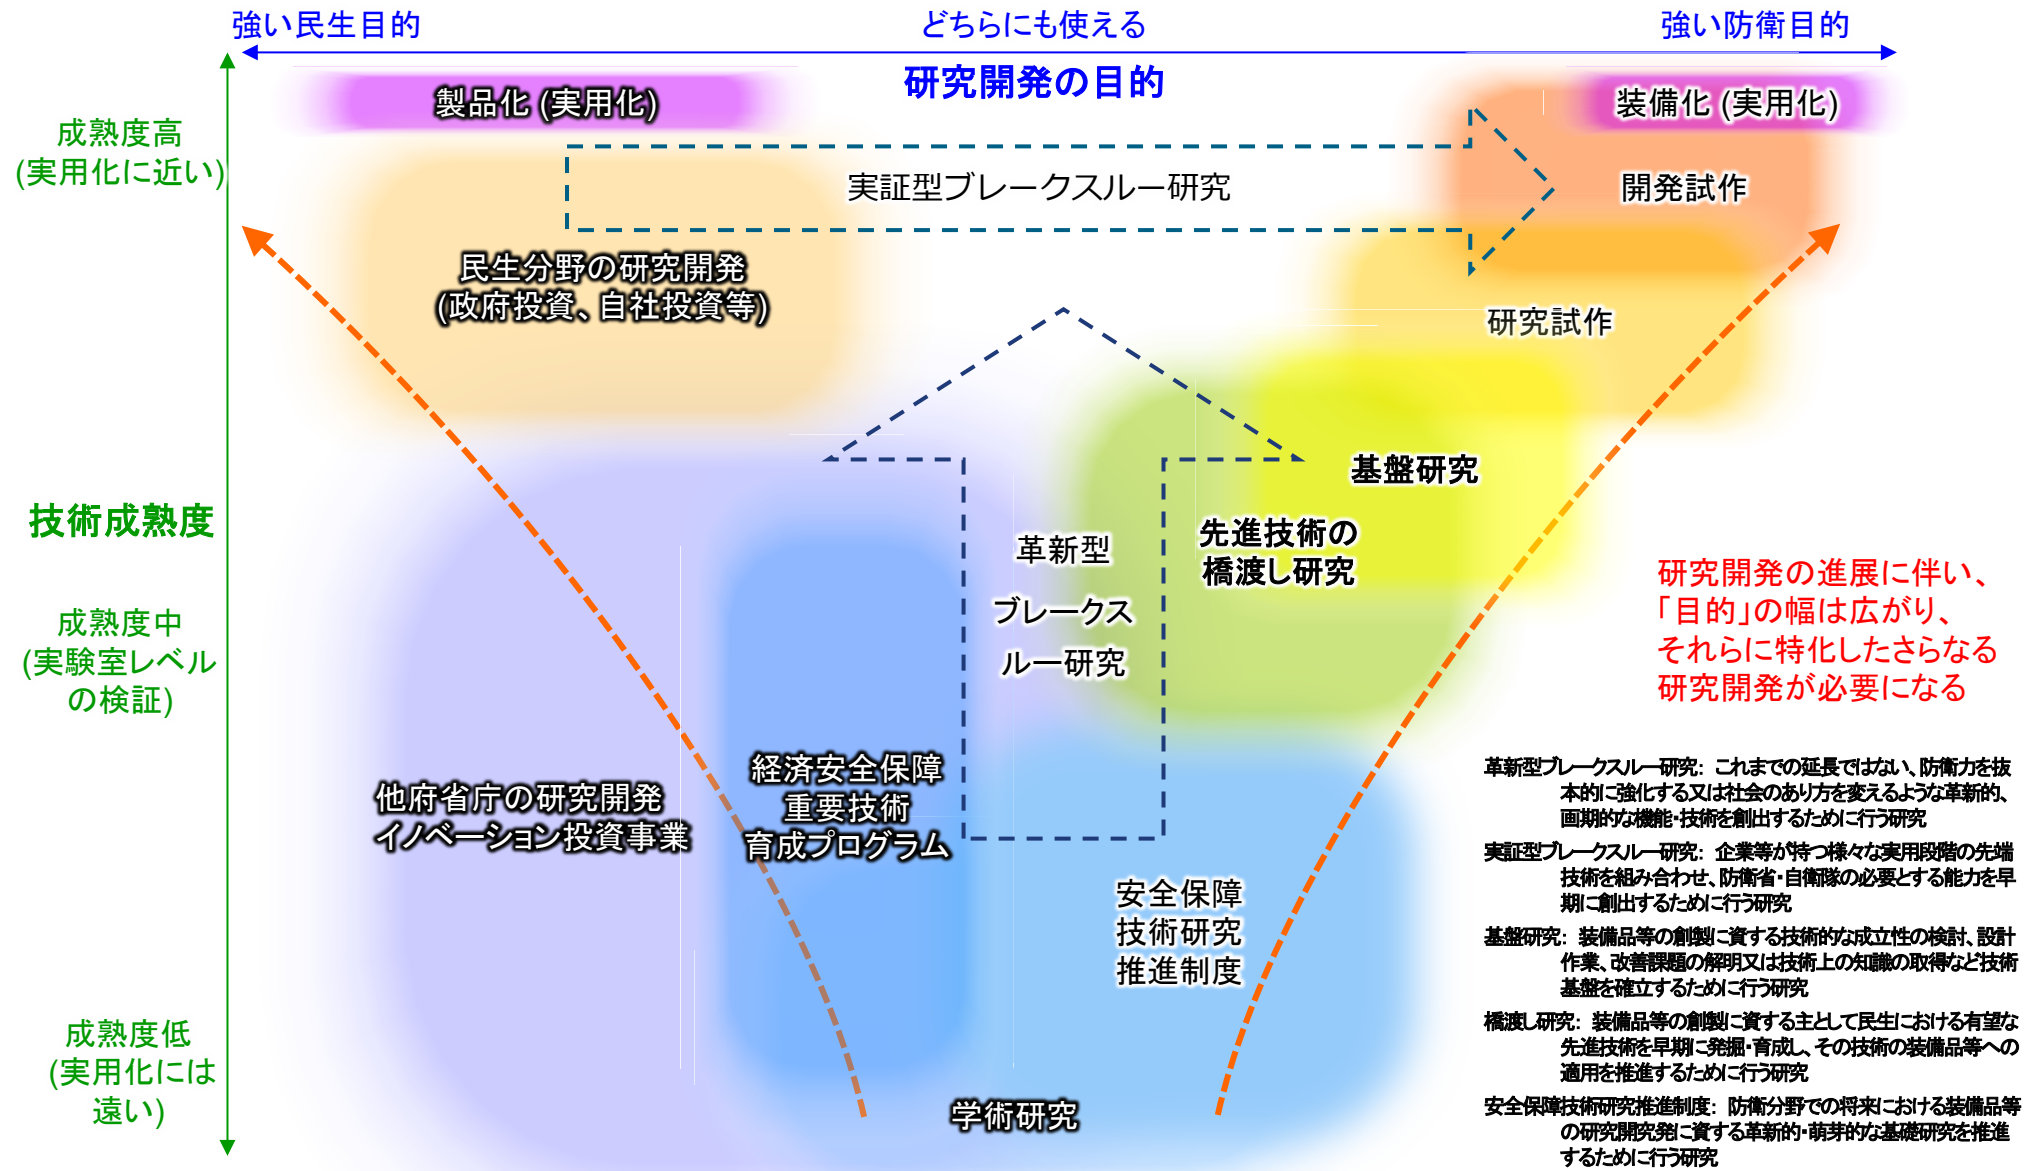 強い民生目的
どちらにも使える
強い防衛目的
研究開発の目的
製品化 (実用化)
装備化 (実用化)
成熟度高
(実用化に近い)
実証型ブレークスルー研究
開発試作
民生分野の研究開発
(政府投資、自社投資等)
研究試作
基盤研究
技術成熟度
先進技術の
橋渡し研究
革新型
ブレークス
ルー研究
研究開発の進展に伴い、
「目的」の幅は広がり、
それらに特化したさらなる
研究開発が必要になる
成熟度中
(実験室レベル
の検証)
他府省庁の研究開発
イノベーション投資事業
経済安全保障
重要技術
育成プログラム
安全保障
技術研究
推進制度
成熟度低
(実用化には
遠い)
学術研究
革新型ブレークスルー研究： これまでの延長ではない、防衛力を抜
本的に強化する又は社会のあり方を変えるような革新的、
画期的な機能・技術を創出するために行う研究
実証型ブレークスルー研究： 企業等が持つ様々な実用段階の先端
技術を組み合わせ、防衛省・自衛隊の必要とする能力を早
期に創出するために行う研究
基盤研究： 装備品等の創製に資する技術的な成立性の検討、設計
作業、改善課題の解明又は技術上の知識の取得など技術
基盤を確立するために行う研究
橋渡し研究： 装備品等の創製に資する主として民生における有望な
先進技術を早期に発掘・育成し、その技術の装備品等への
適用を推進するために行う研究
安全保障技術研究推進制度： 防衛分野での将来における装備品等
の研究開究発に資する革新的・萌芽的な基礎研究を推進
するために行う研究